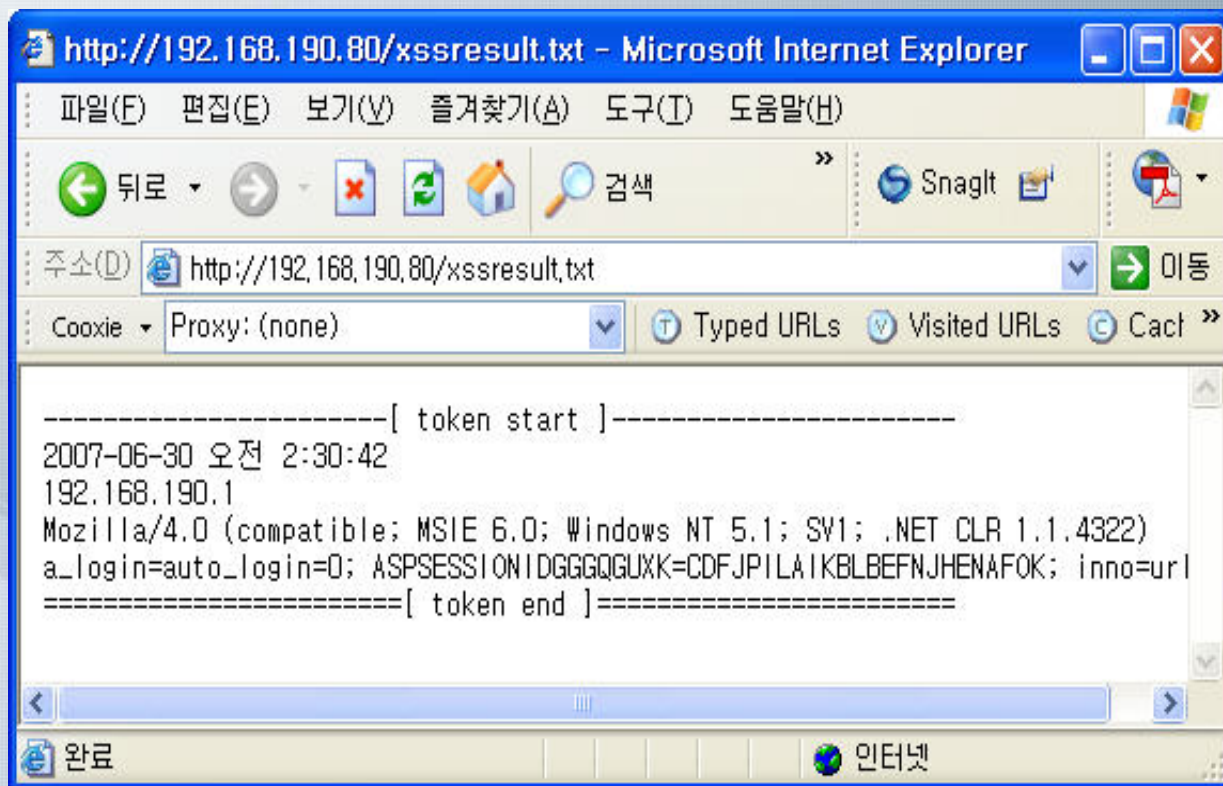 http://192.168.190.80/xssresult.txt - Microsoft Internet Explorer
파일(F) 편집(E) 보기(V) 즐겨찾기(A) 도구(T) 도움말(H)
뒤로 검색 » SnagIt
주소(D) http://192.168.190.80/xssresult.txt 이동
Cooxie Proxy: (none) T Typed URLs V Visited URLs C Cach »
-----------------------[ token start ]-----------------------
2007-06-30 오전 2:30:42
192.168.190.1
Mozilla/4.0 (compatible; MSIE 6.0; Windows NT 5.1; SV1; .NET CLR 1.1.4322)
a_login=auto_login=0; ASPSESSIONIDGGGQGUXK=CDFJPILAIKBLBEFNJHENAFOK; inno=url
========================[ token end ]========================
완료 인터넷